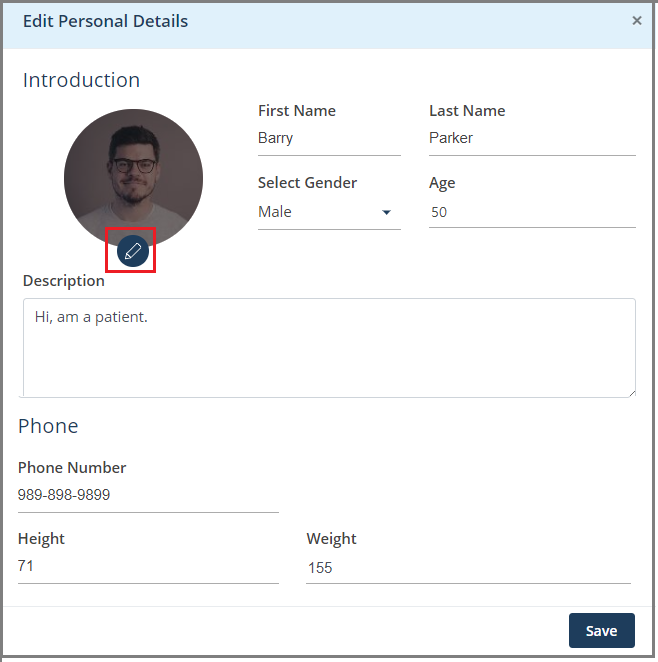 Edit Personal Details
×
Introduction
First Name
Last Name
Barry
Parker
Select Gender
Age
Male
50
Description
Hi, am a patient.
Phone
Phone Number
989-898-9899
Height
Weight
71
155
Save